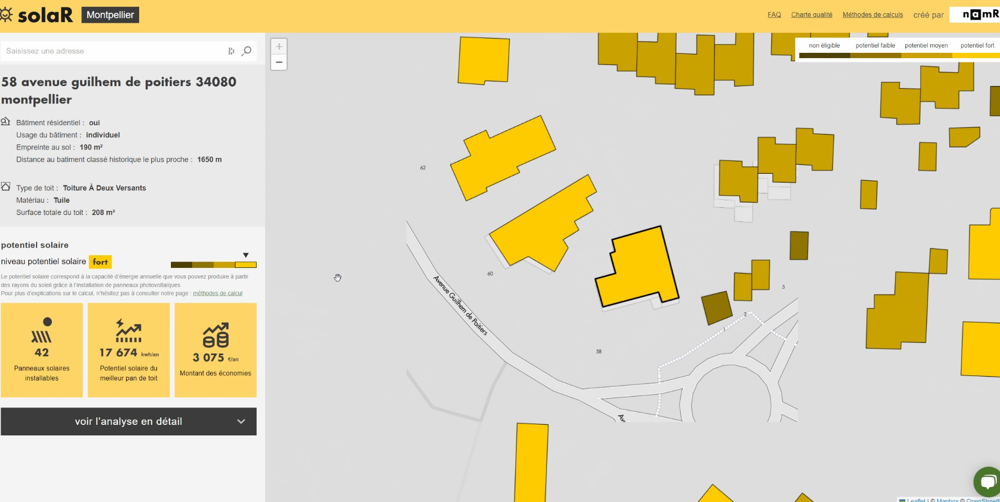 solaR Montpellier
FAQ Charte qualité Méthodes de calculs créé par namR
Saisissez une adresse
58 avenue guilhem de poitiers 34080
montpellier
Bâtiment résidentiel : oui
Usage du bâtiment : individuel
Empreinte au sol : 190 m²
Distance au batiment classé historique le plus proche : 1650 m
Type de toit : Toiture À Deux Versants
Matériau : Tuile
Surface totale du toit : 208 m²
potentiel solaire
niveau potentiel solaire fort
Le potentiel solaire correspond à la capacité d'énergie annuelle que vous pouvez produire à partir
des rayons du soleil grâce à l'installation de panneaux photovoltaïques.
Pour plus d'explications sur le calcul, n'hésitez pas à consulter notre page : méthodes de calcul
42
Panneaux solaires
installables
17 674 kwh/an
Potentiel solaire du
meilleur pan de toit
3 075 €/an
Montant des économies
voir l'analyse en détail
+
−
non éligible potentiel faible potentiel moyen potentiel fort
62
60
Avenue Guilhem de Poitiers
58
5
3
1
Ave
Leaflet | © Mapbox © OpenStreetM